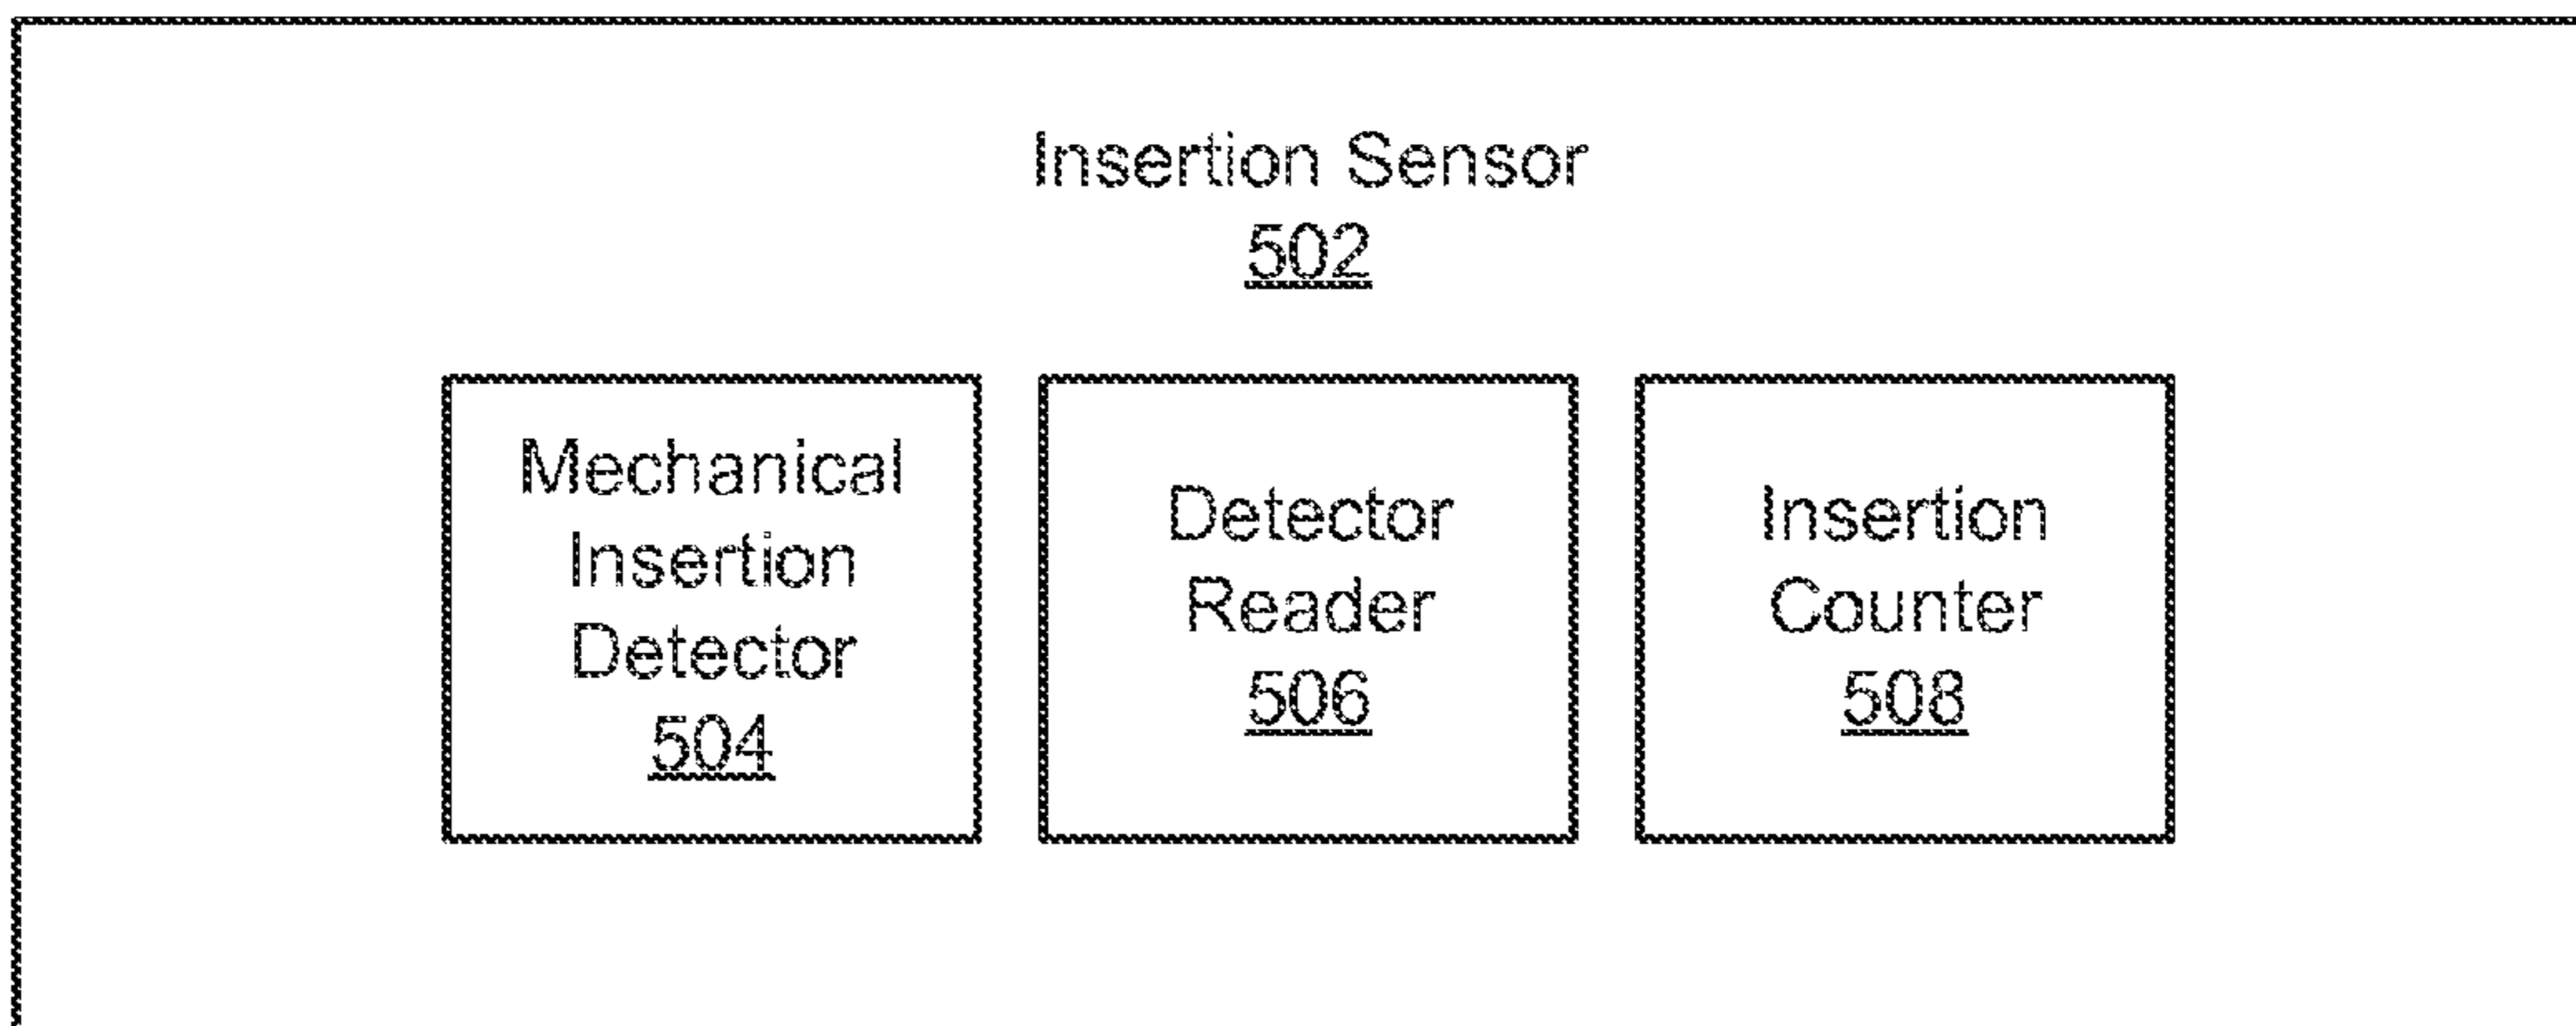 Insertion Sensor
502
Mechanical
Insertion
Detector
504
Detector
Reader
506
Insertion
Counter
508